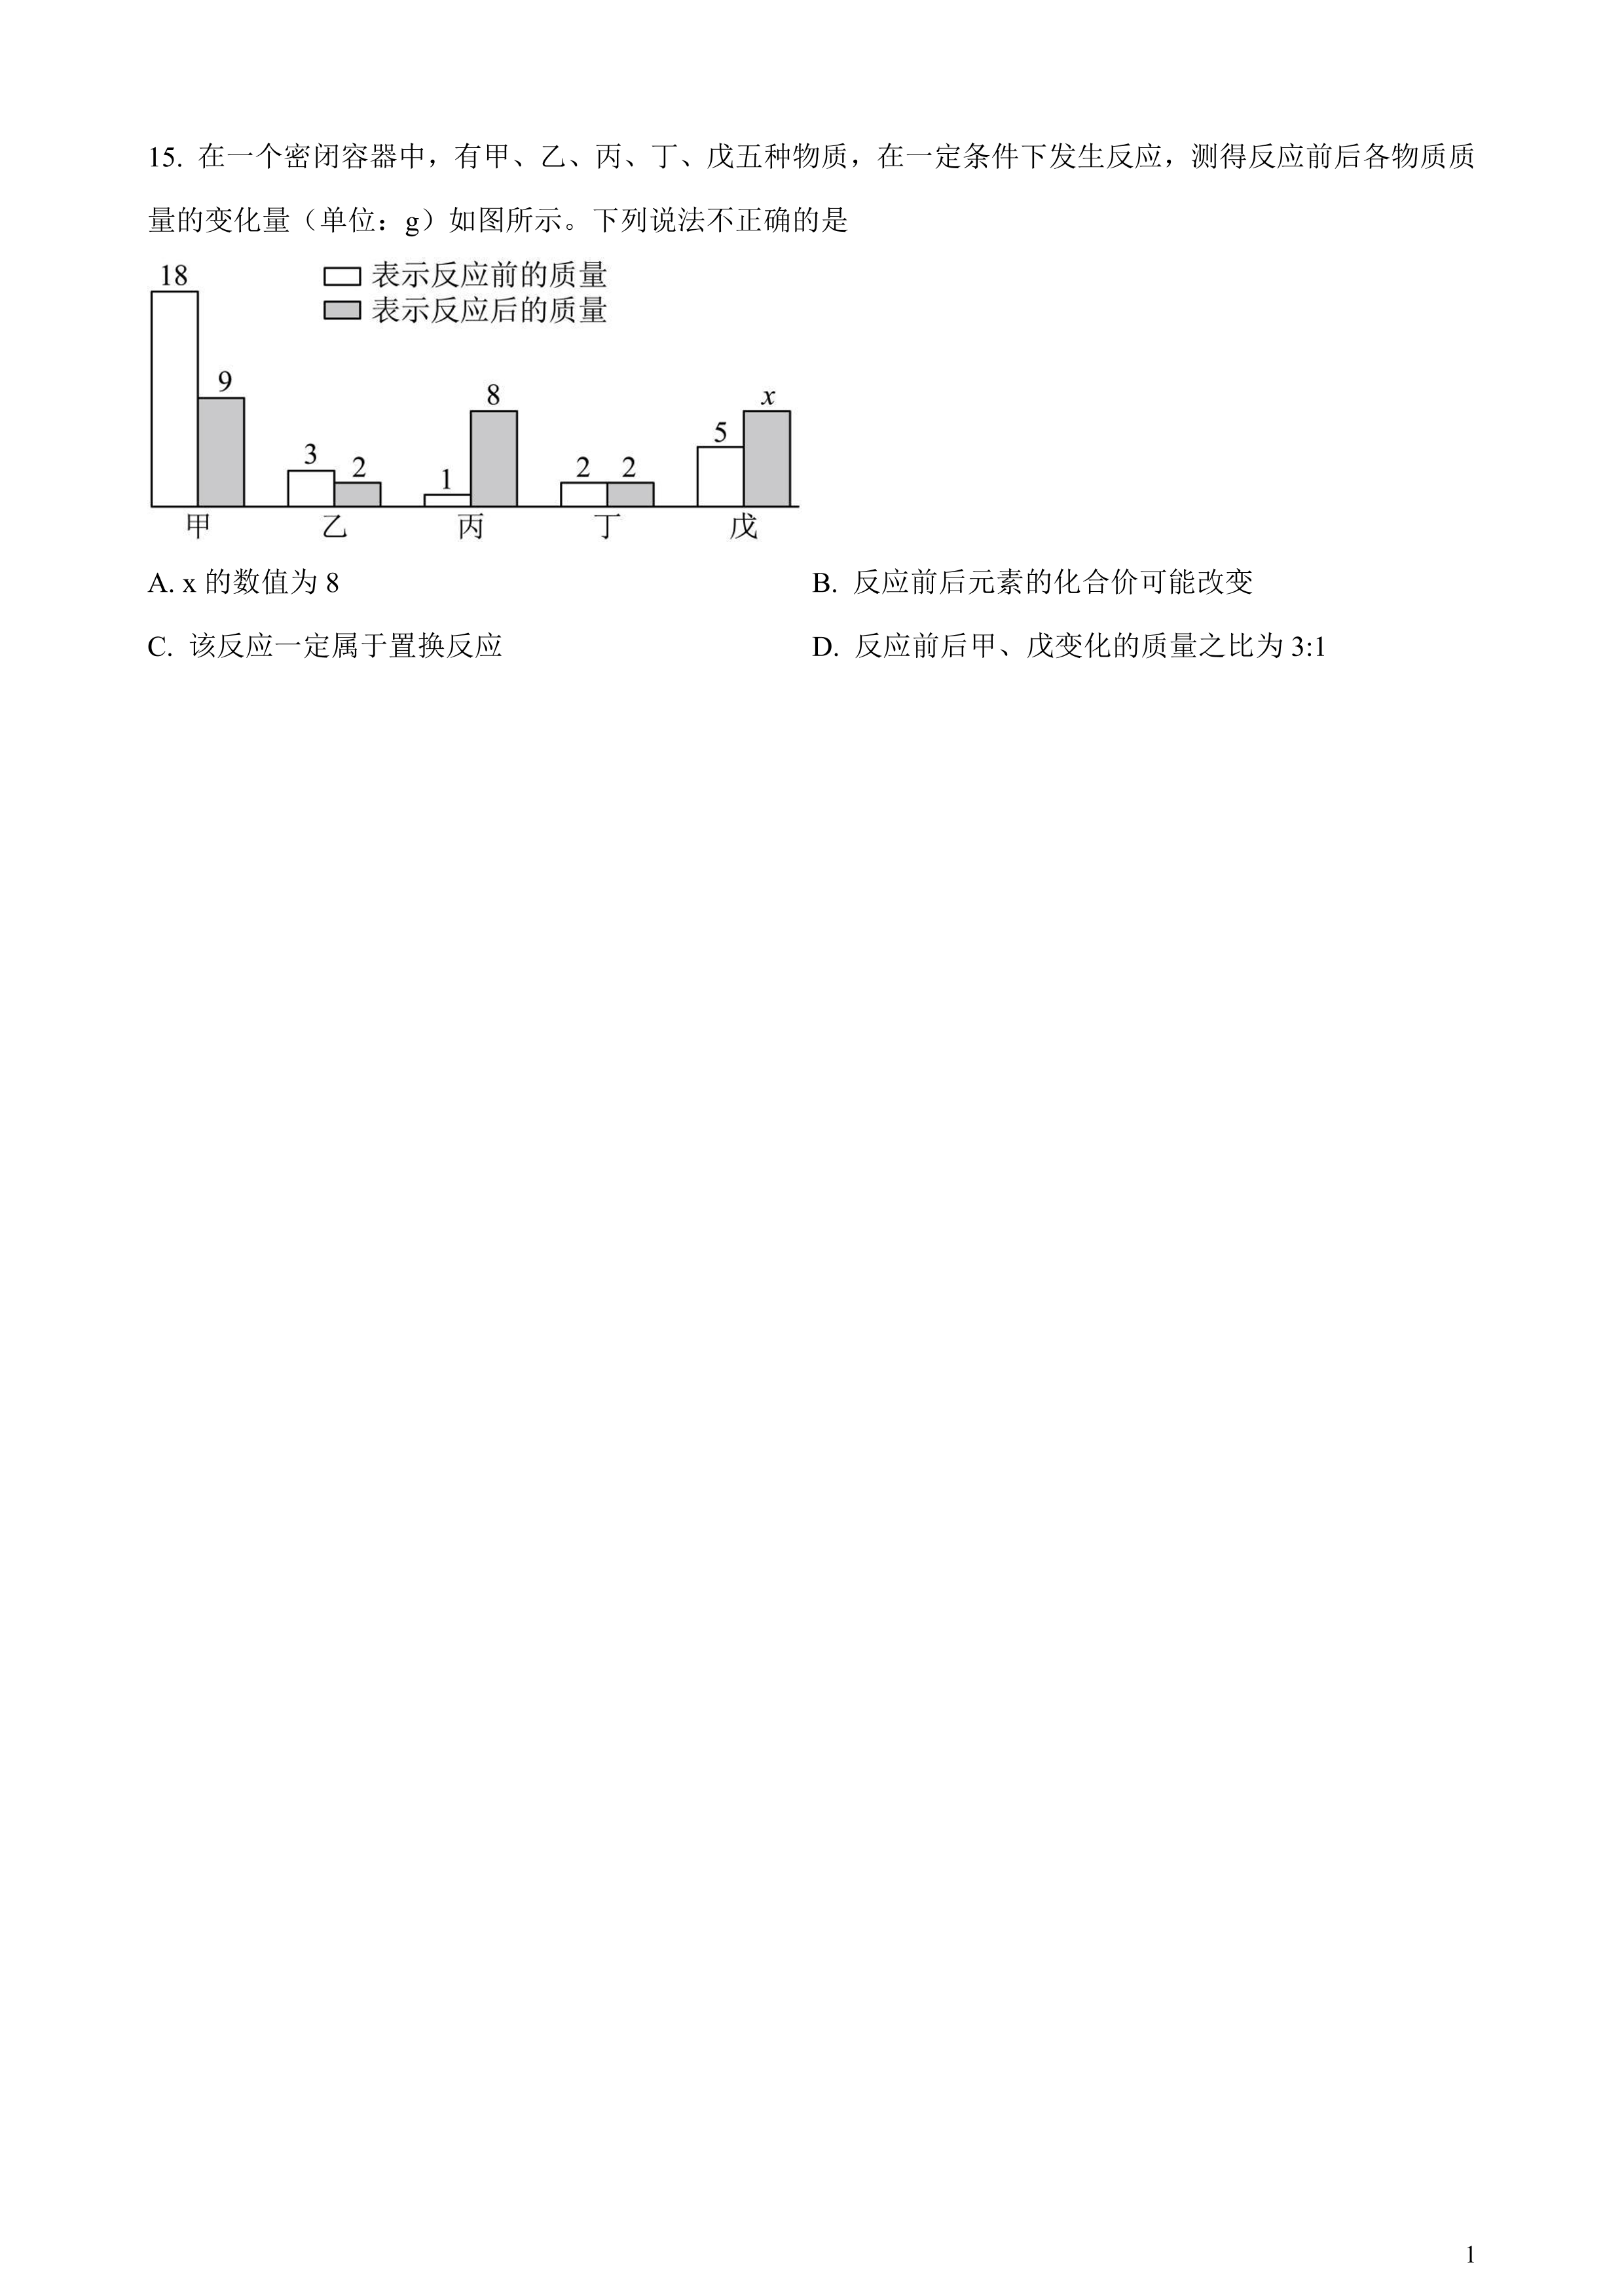 15. 在一个密闭容器中，有甲、乙、丙、丁、戊五种物质，在一定条件下发生反应，测得反应前后各物质质
量的变化量（单位：g）如图所示。下列说法不正确的是
18
表示反应前的质量
表示反应后的质量
9
8
x
5
3
2
2
2
1
甲
乙
丙
丁
戊
A. x 的数值为 8
B. 反应前后元素的化合价可能改变
C. 该反应一定属于置换反应
D. 反应前后甲、戊变化的质量之比为 3:1
1